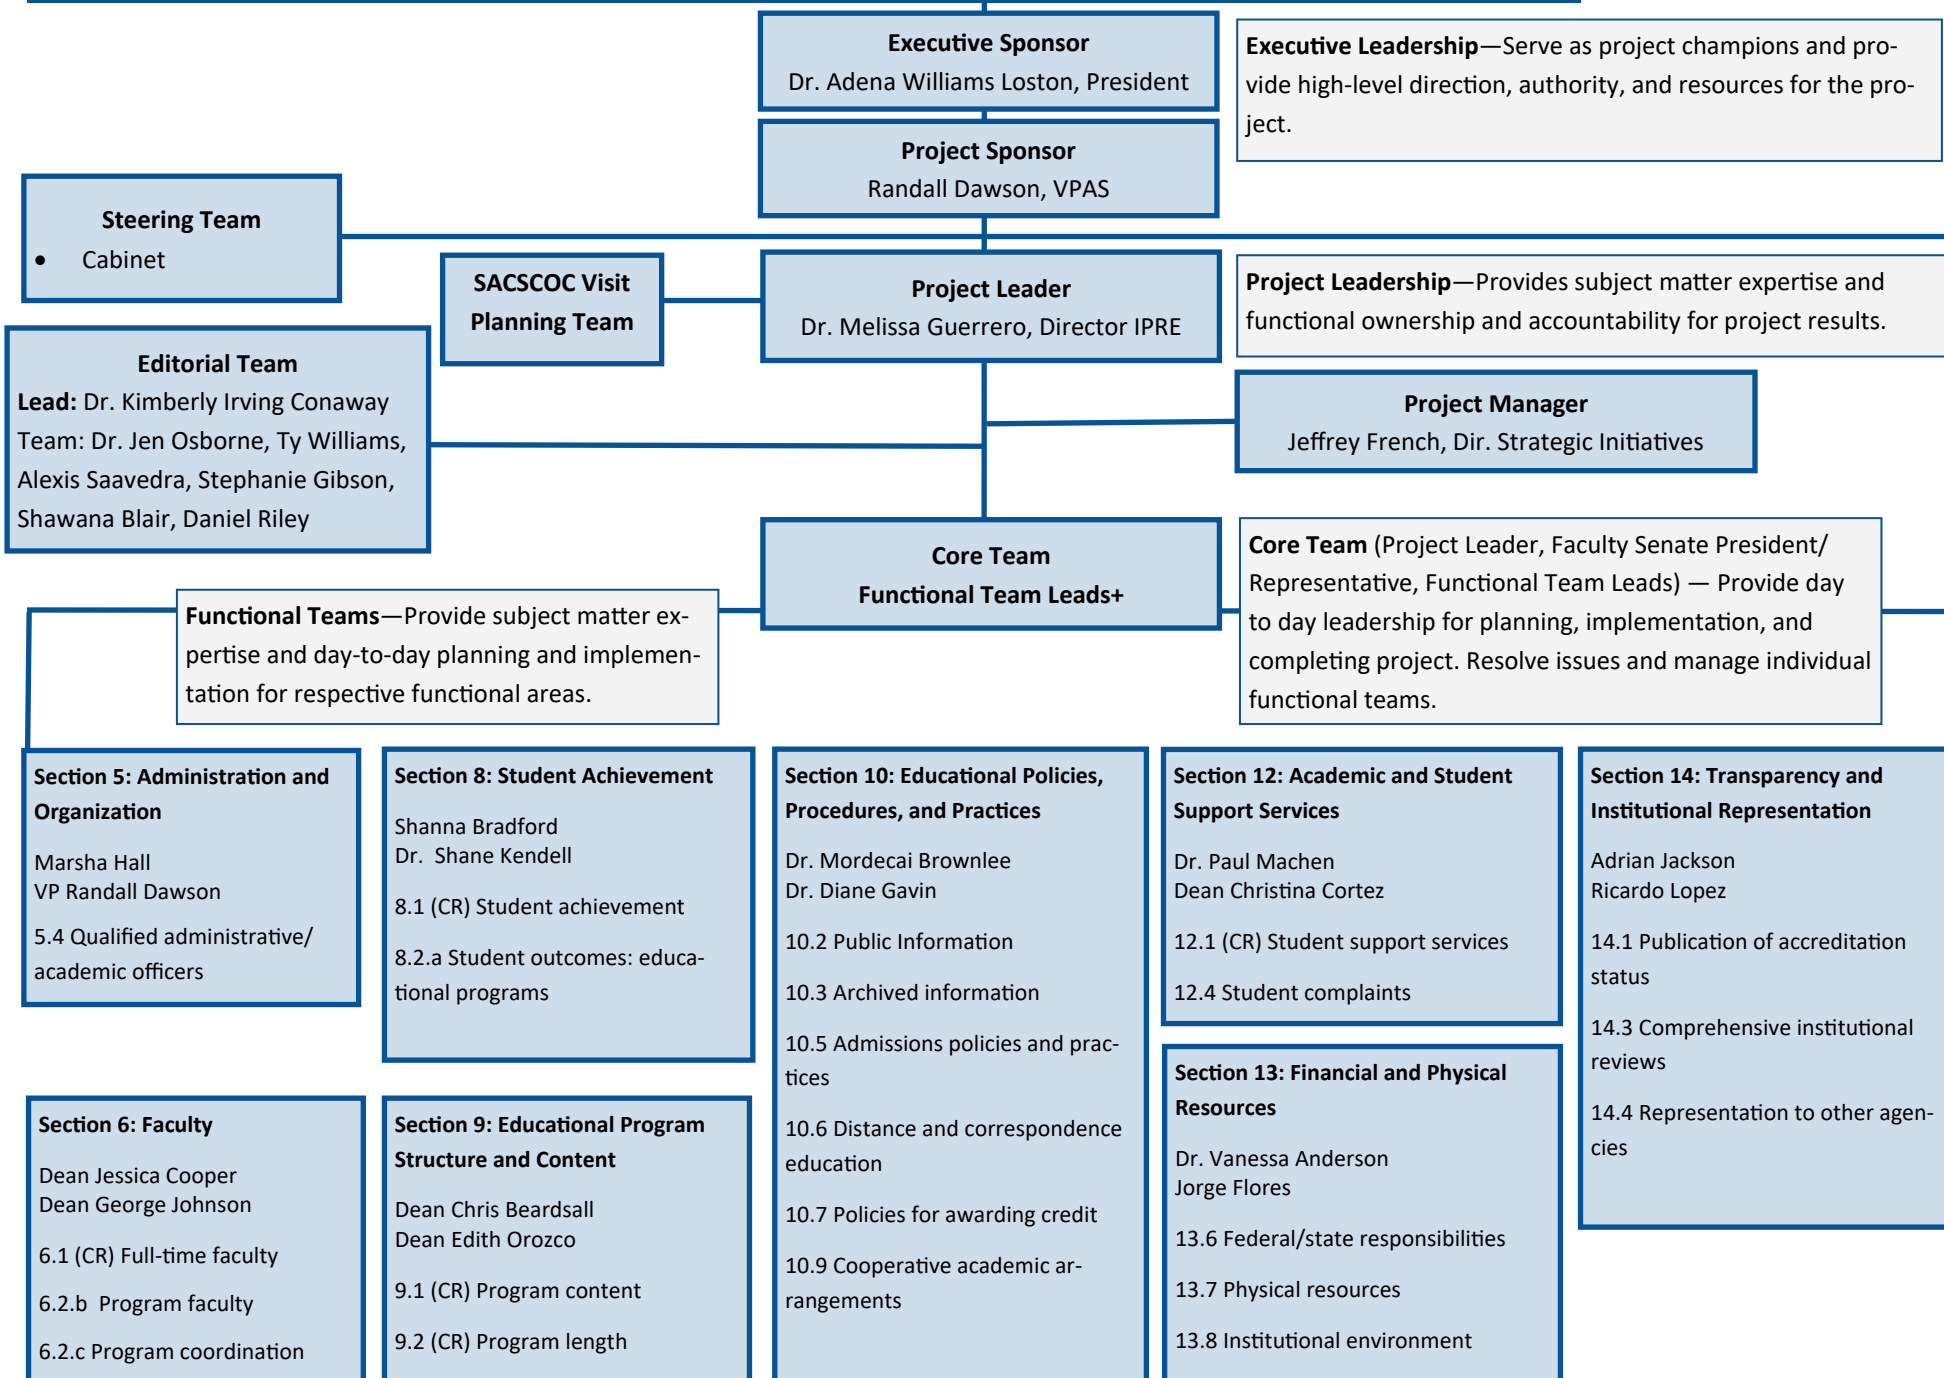 Executive Sponsor
Dr. Adena Williams Loston, President
Executive Leadership—Serve as project champions and pro-
vide high-level direction, authority, and resources for the pro-
ject.
Project Sponsor
Randall Dawson, VPAS
Steering Team
• Cabinet
SACSCOC Visit
Planning Team
Project Leader
Dr. Melissa Guerrero, Director IPRE
Project Leadership—Provides subject matter expertise and
functional ownership and accountability for project results.
Editorial Team
Lead: Dr. Kimberly Irving Conaway
Team: Dr. Jen Osborne, Ty Williams,
Alexis Saavedra, Stephanie Gibson,
Shawana Blair, Daniel Riley
Project Manager
Jeffrey French, Dir. Strategic Initiatives
Core Team
Functional Team Leads+
Core Team (Project Leader, Faculty Senate President/
Representative, Functional Team Leads) — Provide day
to day leadership for planning, implementation, and
completing project. Resolve issues and manage individual
functional teams.
Functional Teams—Provide subject matter ex-
pertise and day-to-day planning and implemen-
tation for respective functional areas.
Section 5: Administration and
Organization
Marsha Hall
VP Randall Dawson
5.4 Qualified administrative/
academic officers
Section 8: Student Achievement
Shanna Bradford
Dr.  Shane Kendell
8.1 (CR) Student achievement
8.2.a Student outcomes: educa-
tional programs
Section 10: Educational Policies,
Procedures, and Practices
Dr. Mordecai Brownlee
Dr. Diane Gavin
10.2 Public Information
10.3 Archived information
10.5 Admissions policies and prac-
tices
10.6 Distance and correspondence
education
10.7 Policies for awarding credit
10.9 Cooperative academic ar-
rangements
Section 12: Academic and Student
Support Services
Dr. Paul Machen
Dean Christina Cortez
12.1 (CR) Student support services
12.4 Student complaints
Section 14: Transparency and
Institutional Representation
Adrian Jackson
Ricardo Lopez
14.1 Publication of accreditation
status
14.3 Comprehensive institutional
reviews
14.4 Representation to other agen-
cies
Section 6: Faculty
Dean Jessica Cooper
Dean George Johnson
6.1 (CR) Full-time faculty
6.2.b  Program faculty
6.2.c Program coordination
Section 9: Educational Program
Structure and Content
Dean Chris Beardsall
Dean Edith Orozco
9.1 (CR) Program content
9.2 (CR) Program length
Section 13: Financial and Physical
Resources
Dr. Vanessa Anderson
Jorge Flores
13.6 Federal/state responsibilities
13.7 Physical resources
13.8 Institutional environment